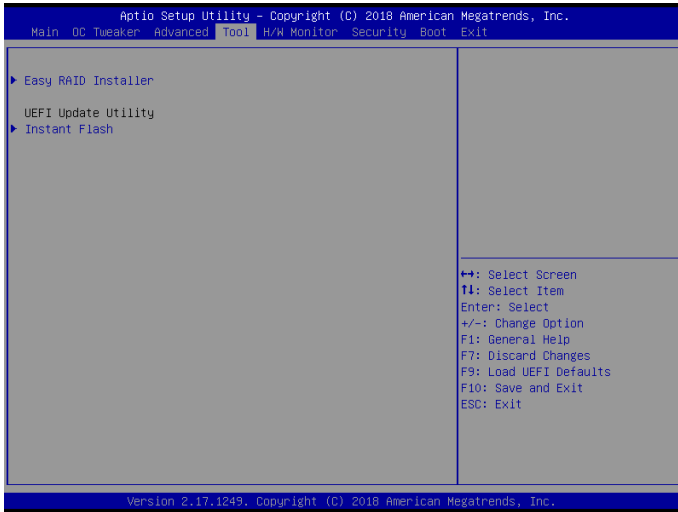 Aptio Setup Utility – Copyright (C) 2018 American Megatrends, Inc.
Main OC Tweaker Advanced Tool H/W Monitor Security Boot Exit
Easy RAID Installer
UEFI Update Utility
Instant Flash
↔: Select Screen
↑↓: Select Item
Enter: Select
+/-: Change Option
F1: General Help
F7: Discard Changes
F9: Load UEFI Defaults
F10: Save and Exit
ESC: Exit
Version 2.17.1249. Copyright (C) 2018 American Megatrends, Inc.